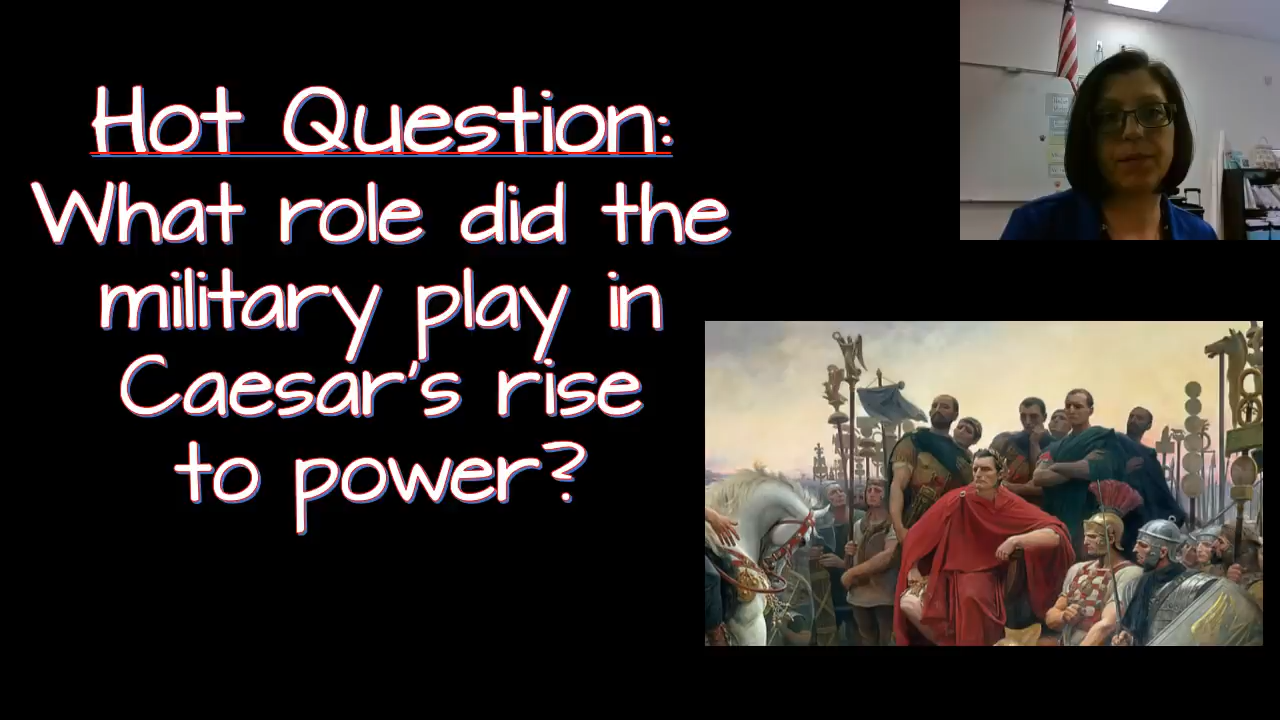 Hot Question:
What role did the
military play in
Caesar's rise
to power?